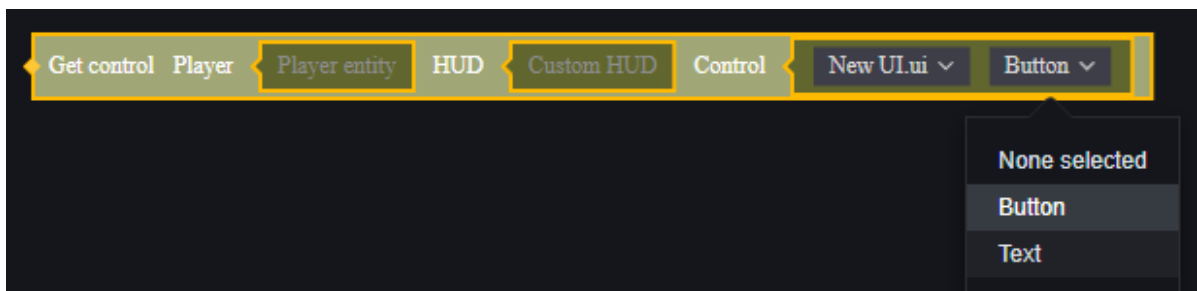 Get control Player Player entity HUD Custom HUD Control New UI.ui Button
None selected
Button
Text